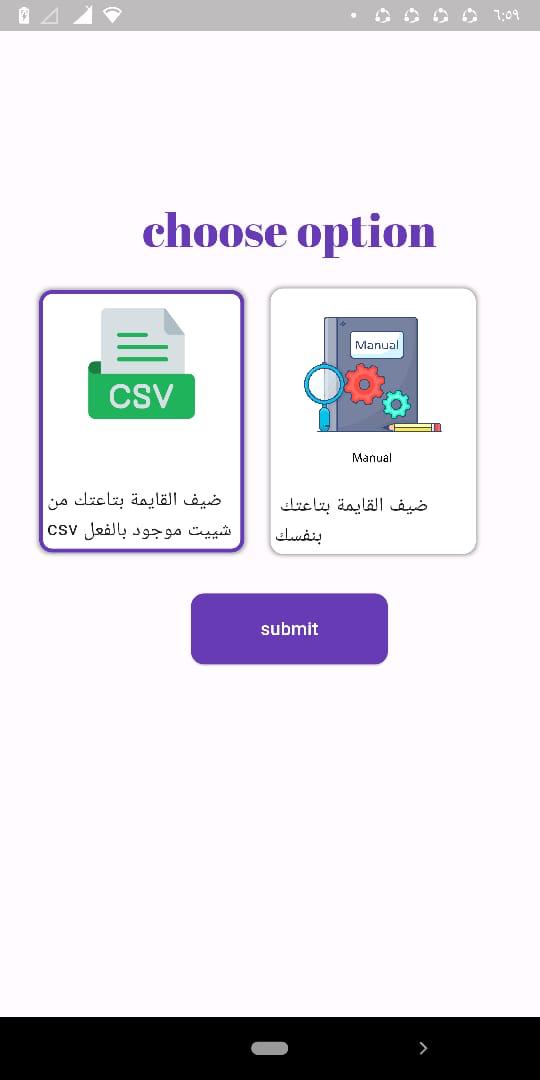 ٦:٥٩
choose option
CSV
ضيف القايمة بتاعتك من
شييت موجود بالفعل csv
Manual
Manual
ضيف القايمة بتاعتك
بنفسك
submit